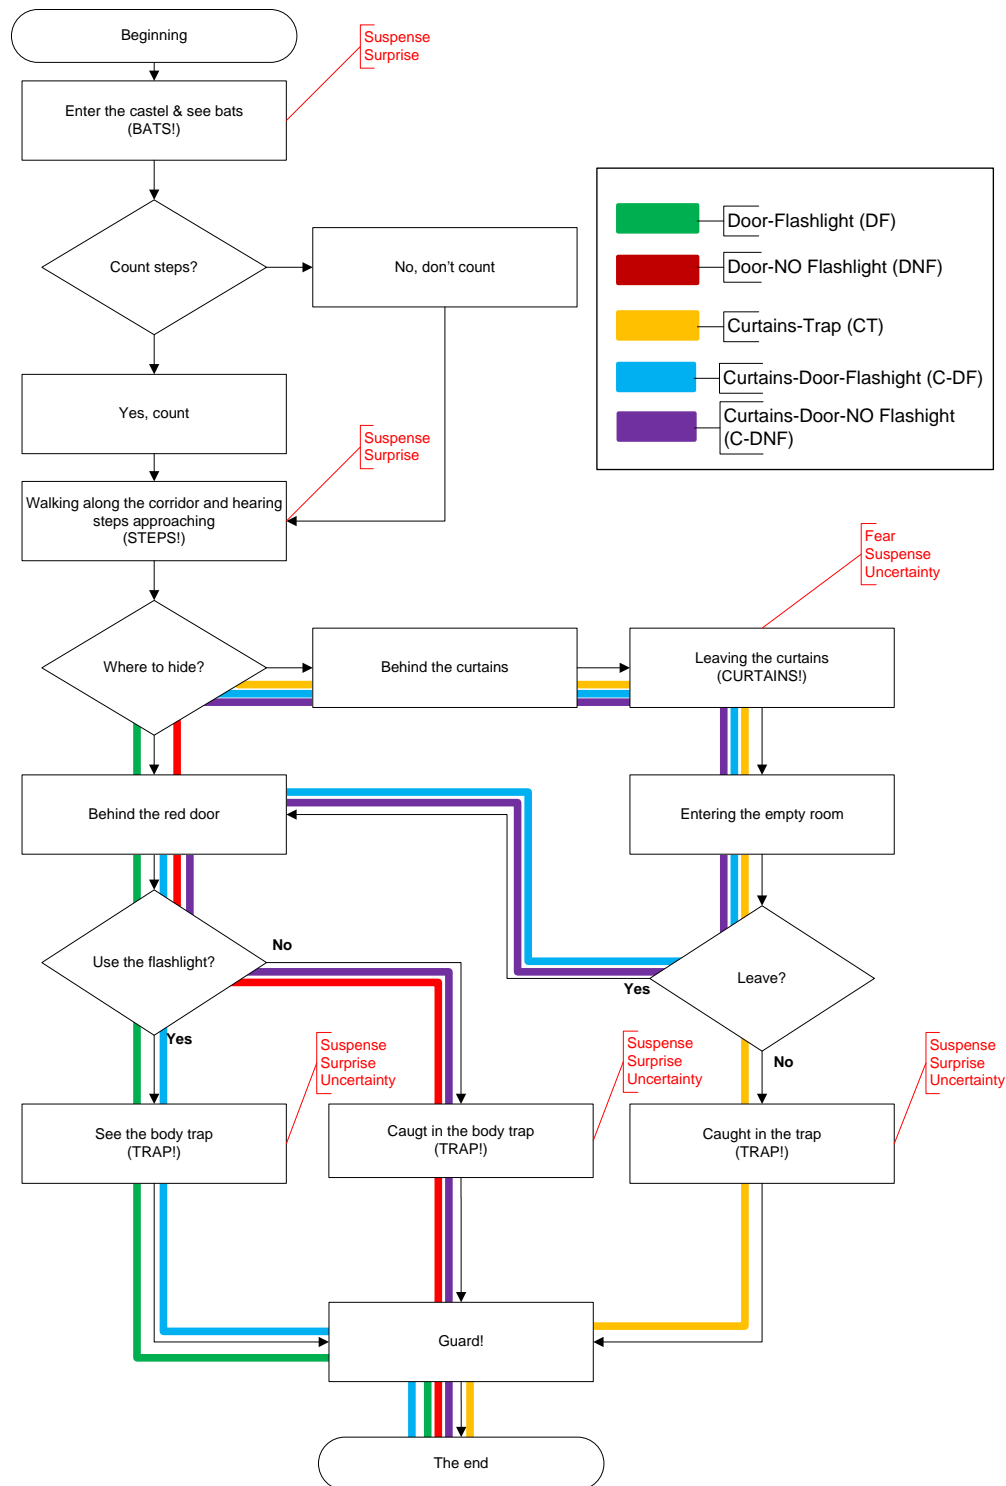 Beginning
Suspense
Surprise
Enter the castel & see bats
(BATS!)
Count steps?
No, don't count
Door-Flashlight (DF)
Door-NO Flashlight (DNF)
Curtains-Trap (CT)
Curtains-Door-Flashight (C-DF)
Curtains-Door-NO Flashight
(C-DNF)
Yes, count
Suspense
Surprise
Walking along the corridor and hearing
steps approaching
(STEPS!)
Fear
Suspense
Uncertainty
Where to hide?
Behind the curtains
Leaving the curtains
(CURTAINS!)
Behind the red door
Entering the empty room
Use the flashlight?
No
Leave?
Yes
Yes
No
Suspense
Surprise
Uncertainty
Suspense
Surprise
Uncertainty
Suspense
Surprise
Uncertainty
See the body trap
(TRAP!)
Caugt in the body trap
(TRAP!)
Caught in the trap
(TRAP!)
Guard!
The end